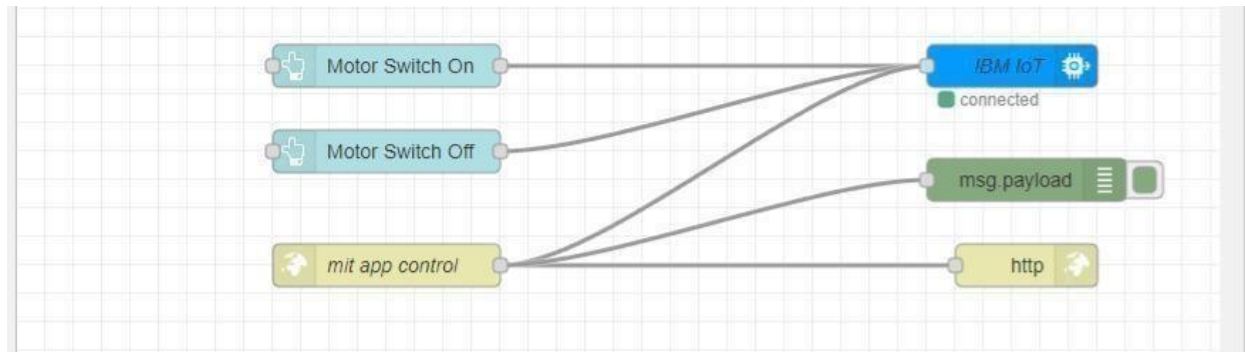 Motor Switch On
IBM IoT
connected
Motor Switch Off
msg.payload
mit app control
http